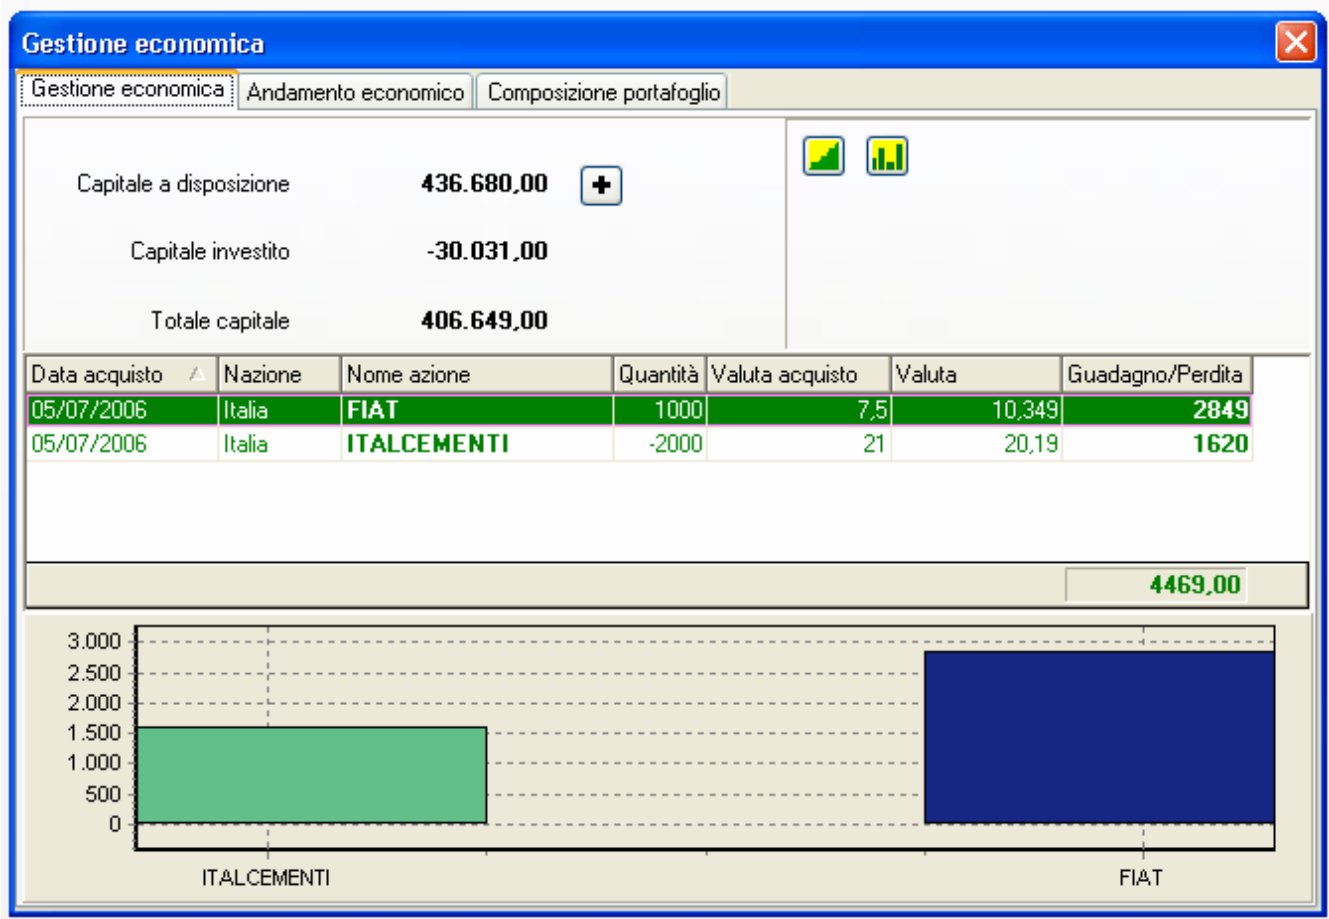 Gestione economica
Gestione economica Andamento economico Composizione portafoglio
Capitale a disposizione 436.680,00
Capitale investito -30.031,00
Totale capitale 406.649,00
Data acquisto Nazione Nome azione Quantità Valuta acquisto Valuta Guadagno/Perdita
05/07/2006 Italia FIAT 1000 7,5 10,349 2849
05/07/2006 Italia ITALCEMENTI -2000 21 20,19 1620
4469,00
3.000
2.500
2.000
1.500
1.000
500
0
ITALCEMENTI FIAT